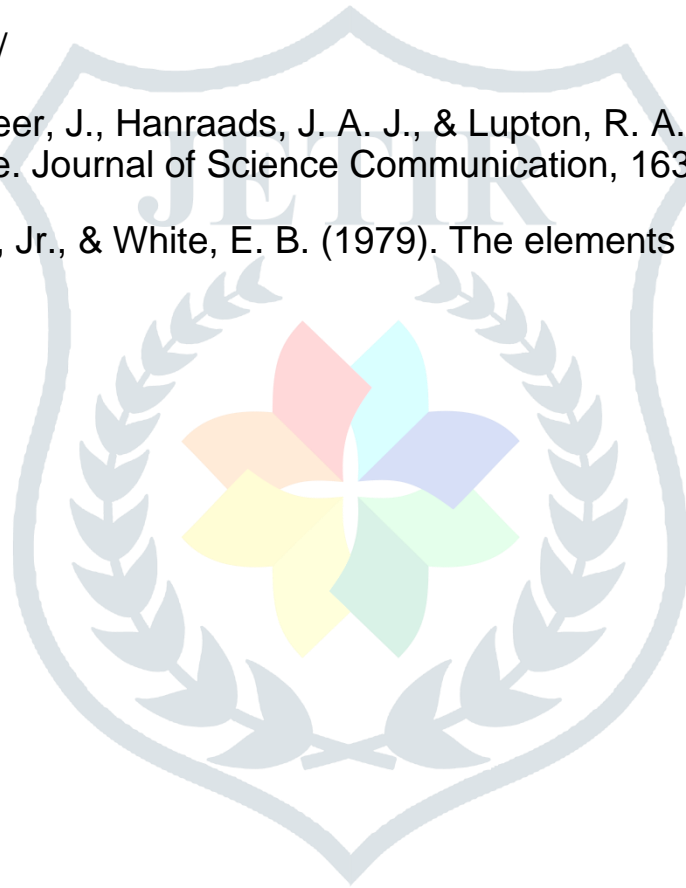 /
eer, J., Hanraads, J. A. J., & Lupton, R. A.
e. Journal of Science Communication, 163
JETIR
, Jr., & White, E. B. (1979). The elements